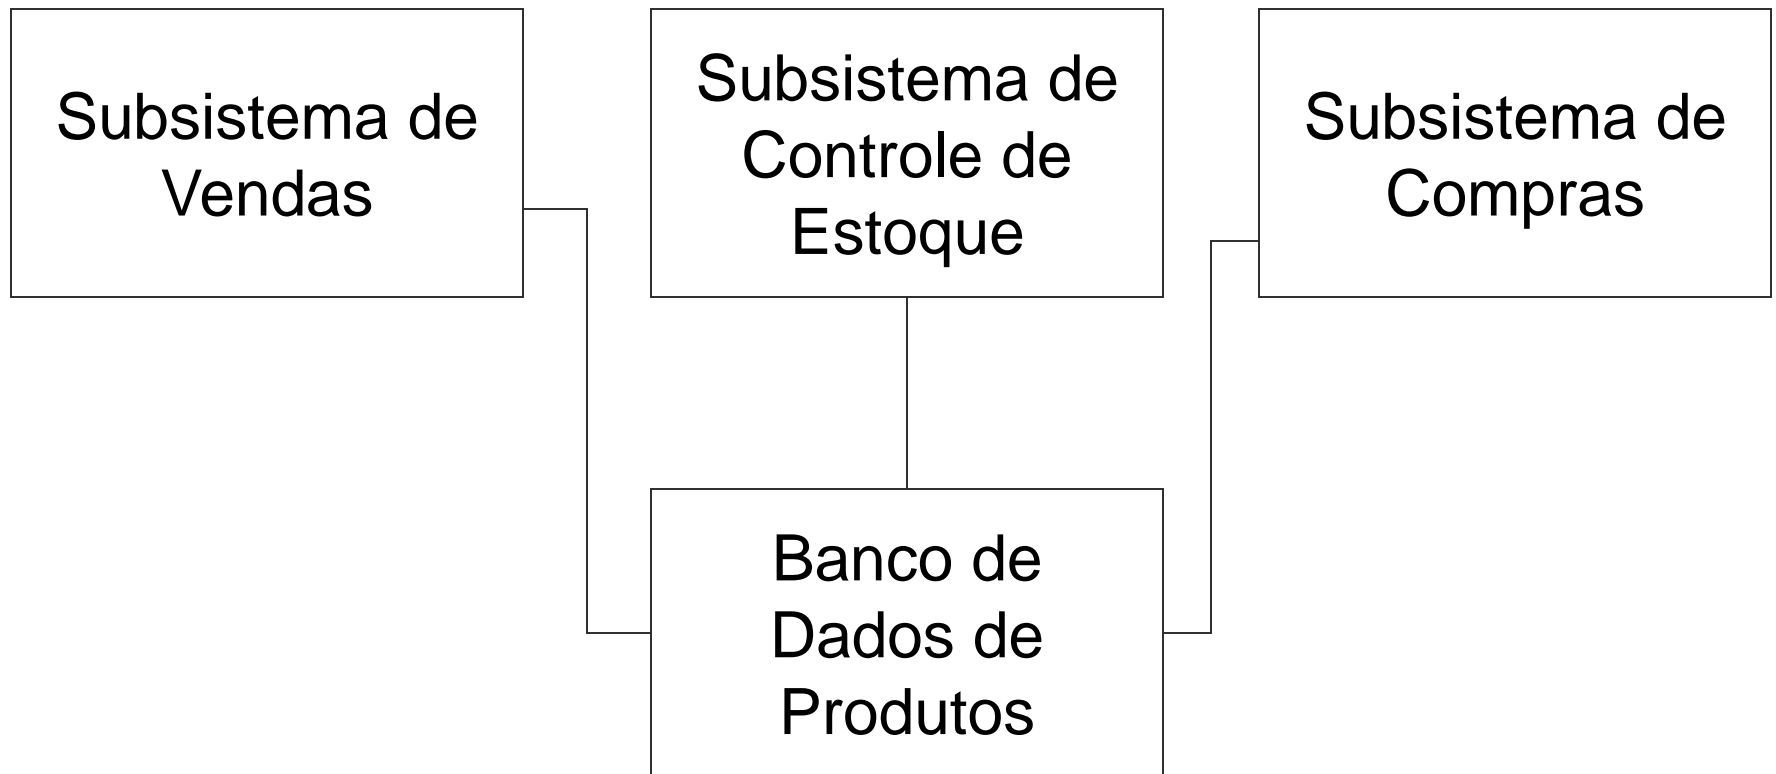 Subsistema de
Vendas
Subsistema de
Controle de
Estoque
Subsistema de
Compras
Banco de
Dados de
Produtos